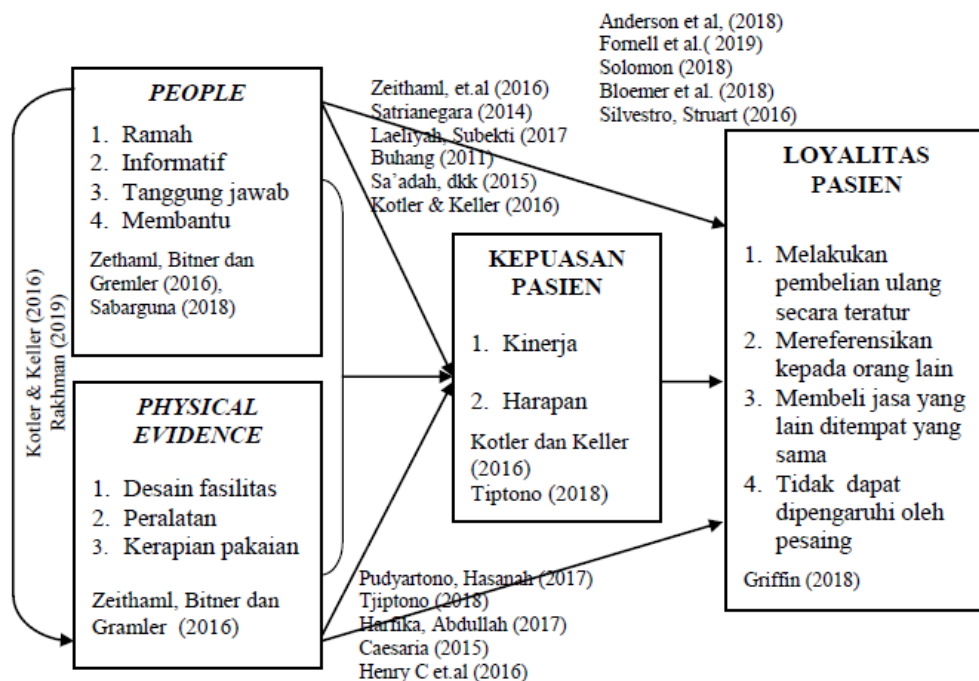 Anderson et al, (2018)
Fornell et al.( 2019)
Solomon (2018)
Bloemer et al. (2018)
Silvestro, Struart (2016)
PEOPLE
1. Ramah
2. Informatif
3. Tanggung jawab
4. Membantu
Zethaml, Bitner dan
Gremler (2016),
Sabarguna (2018)
Zeithaml, et.al (2016)
Satrianegara (2014)
Laeliyah, Subekti (2017
Buhang (2011)
Sa’adah, dkk (2015)
Kotler & Keller (2016)
Kotler & Keller (2016)
Rakhman (2019)
PHYSICAL
EVIDENCE
1. Desain fasilitas
2. Peralatan
3. Kerapian pakaian
Zeithaml, Bitner dan
Gramler (2016)
KEPUASAN
PASIEN
1. Kinerja
2. Harapan
Kotler dan Keller
(2016)
Tiptono (2018)
Pudyartono, Hasanah (2017)
Tjiptono (2018)
Harfika, Abdullah (2017)
Caesaria (2015)
Henry C et.al (2016)
LOYALITAS
PASIEN
1. Melakukan
pembelian ulang
secara teratur
2. Mereferensikan
kepada orang lain
3. Membeli jasa yang
lain ditempat yang
sama
4. Tidak dapat
dipengaruhi oleh
pesaing
Griffin (2018)